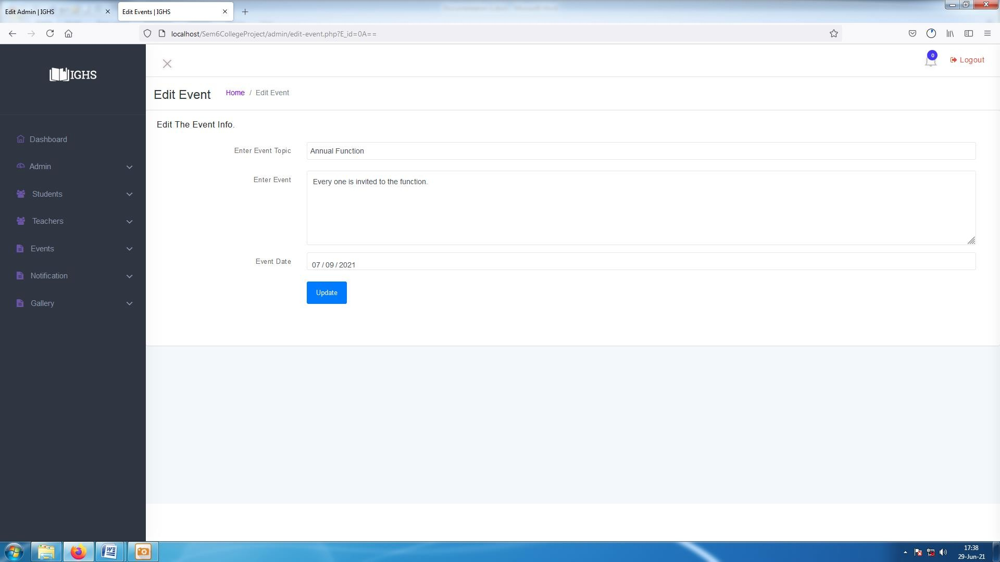 Edit Admin | IGHS
Edit Events | IGHS
localhost/Sem6CollegeProject/admin/edit-event.php?E_id=0A==
IGHS
0
Logout
Edit Event
Home / Edit Event
Edit The Event Info.
Dashboard
Admin
Students
Teachers
Events
Notification
Gallery
Enter Event Topic
Annual Function
Enter Event
Every one is invited to the function.
Event Date
07 / 09 / 2021
Update
17:38
29-Jun-21